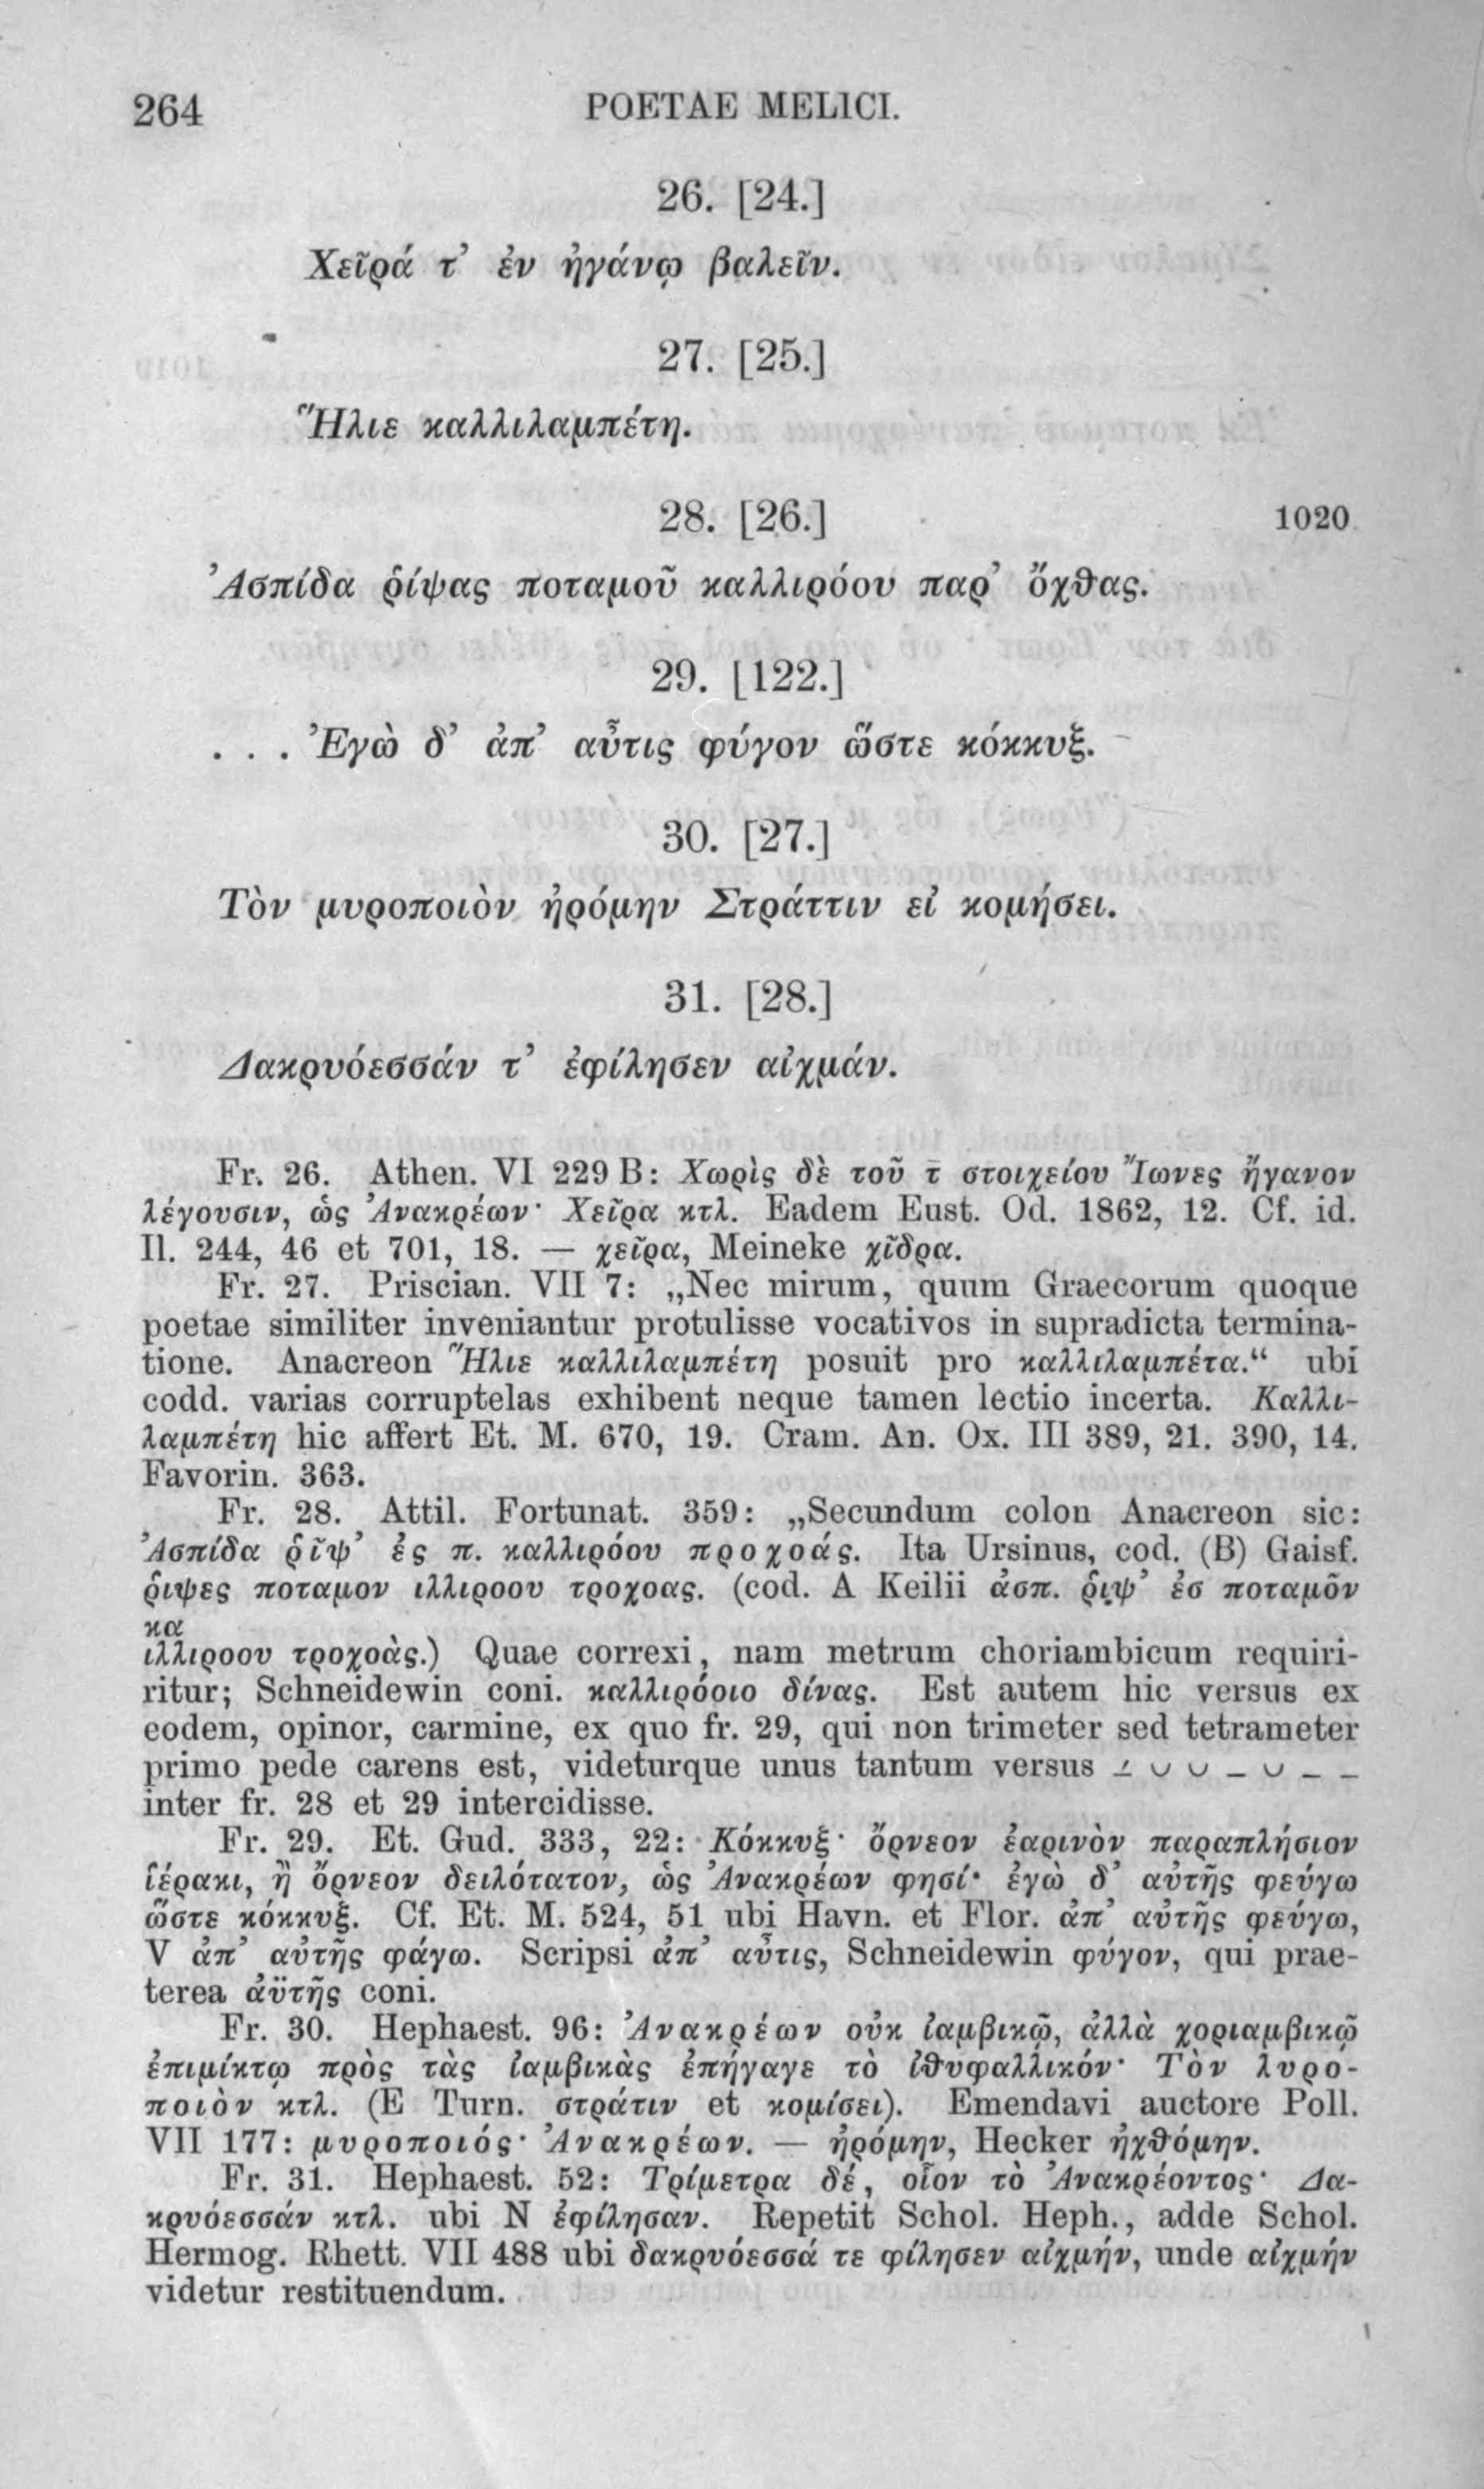 264
POETAE MELICI.
26. [24.]
Χεῖρά τ᾽ ἐν ἠγάνῳ βαλεῖν.
27. [25.]
Ἥλιε καλλιλαμπέτη.
28. [26.]
1020
Ἀσπίδα ῥίψας ποταμοῦ καλλιρόου παρ᾽ ὄχθας.
29. [122.]
. . . Ἐγὼ δ᾽ ἀπ᾽ αὖτις φύγον ὥστε κόκκυξ.
30. [27.]
Τὸν μυροποιὸν ἠρόμην Στράττιν εἰ κομήσει.
31. [28.]
Δακρυόεσσάν τ᾽ ἐφίλησεν αἰχμάν.
Fr. 26. Athen. VI 229 B: Χωρὶς δὲ τοῦ τ̄ στοιχείου Ἴωνες ἤγανον
λέγουσιν, ὡς Ἀνακρέων· Χεῖρα κτλ. Eadem Eust. Od. 1862, 12. Cf. id.
Il. 244, 46 et 701, 18. — χεῖρα, Meineke χῖδρα.
Fr. 27. Priscian. VII 7: „Nec mirum, quum Graecorum quoque
poetae similiter inveniantur protulisse vocativos in supradicta termina-
tione. Anacreon Ἥλιε καλλιλαμπέτη posuit pro καλλιλαμπέτα.“ ubi
codd. varias corruptelas exhibent neque tamen lectio incerta. Καλλι-
λαμπέτη hic affert Et. M. 670, 19. Cram. An. Ox. III 389, 21. 390, 14.
Favorin. 363.
Fr. 28. Attil. Fortunat. 359: „Secundum colon Anacreon sic:
Ἀσπίδα ῥῖψ᾽ ἐς π. καλλιρόου προχοάς. Ita Ursinus, cod. (B) Gaisf.
ῥιψες ποταμον ιλλιροου τροχοας. (cod. A Keilii ἀσπ. ῥιψ᾽ ἐσ ποταμο͂ν
κα
ιλλιροου τροχοὰς.) Quae correxi, nam metrum choriambicum requiri-
ritur; Schneidewin coni. καλλιρόοιο δίνας. Est autem hic versus ex
eodem, opinor, carmine, ex quo fr. 29, qui non trimeter sed tetrameter
primo pede carens est, videturque unus tantum versus –́ ∪ ∪ – ∪ – –
inter fr. 28 et 29 intercidisse.
Fr. 29. Et. Gud. 333, 22: Κόκκυξ· ὄρνεον ἐαρινὸν παραπλήσιον
ἱέρακι, ἢ ὄρνεον δειλότατον, ὡς Ἀνακρέων φησί· ἐγὼ δ᾽ αὐτῆς φεύγω
ὥστε κόκκυξ. Cf. Et. M. 524, 51 ubi Havn. et Flor. ἀπ᾽ αὐτῆς φεύγω,
V ἀπ᾽ αὐτῆς φάγω. Scripsi ἀπ᾽ αὖτις, Schneidewin φύγον, qui prae-
terea ἀϋτῆς coni.
Fr. 30. Hephaest. 96: Ἀνακρέων οὐκ ἰαμβικῷ, ἀλλὰ χοριαμβικῷ
ἐπιμίκτῳ πρὸς τὰς ἰαμβικὰς ἐπήγαγε τὸ ἰθυφαλλικόν· Τὸν λυρο-
ποιὸν κτλ. (E Turn. στράτιν et κομίσει). Emendavi auctore Poll.
VII 177: μυροποιός· Ἀνακρέων. — ἠρόμην, Hecker ἠχθόμην.
Fr. 31. Hephaest. 52: Τρίμετρα δέ, οἷον τὸ Ἀνακρέοντος· Δα-
κρυόεσσάν κτλ. ubi N ἐφίλησαν. Repetit Schol. Heph., adde Schol.
Hermog. Rhett. VII 488 ubi δακρυόεσσά τε φίλησεν αἰχμήν, unde αἰχμήν
videtur restituendum.